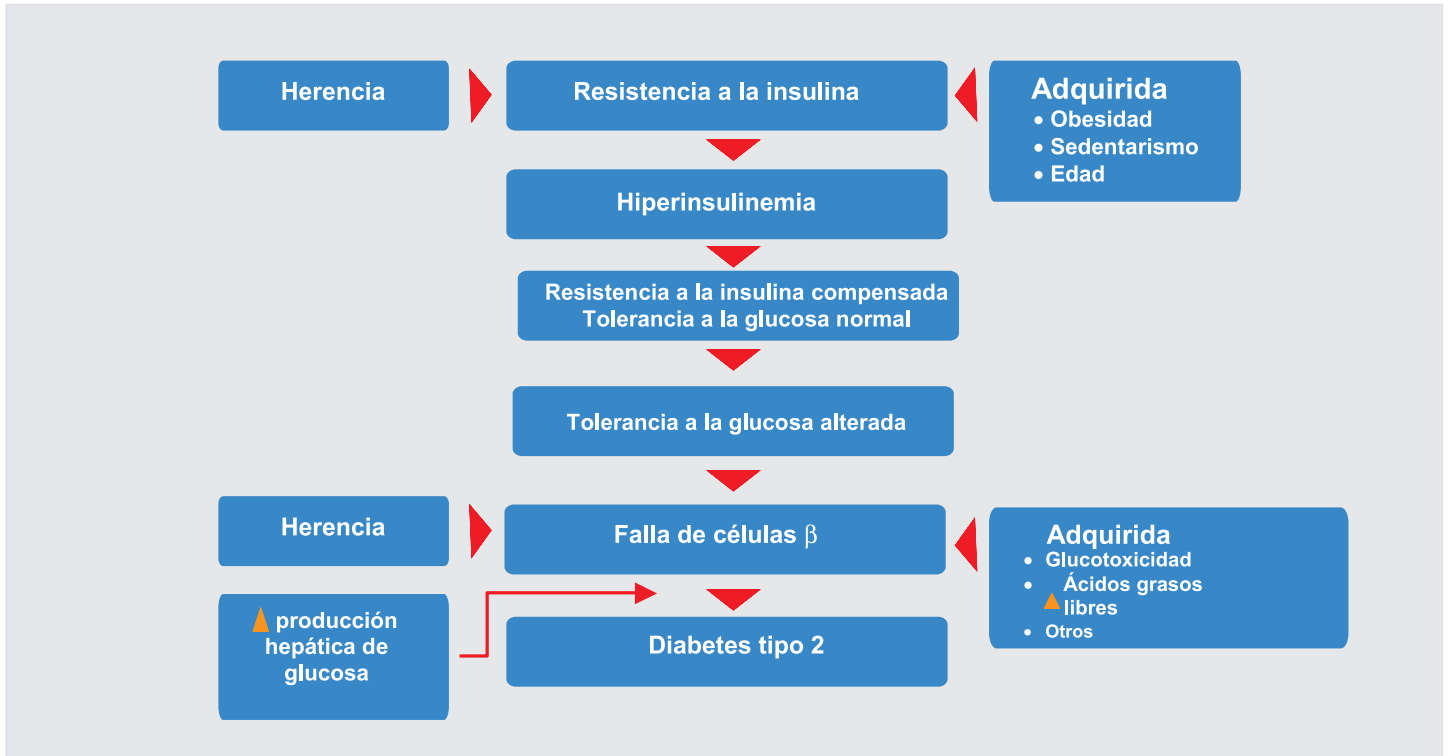 Herencia
Resistencia a la insulina
Adquirida
• Obesidad
• Sedentarismo
• Edad
Hiperinsulinemia
Resistencia a la insulina compensada
Tolerancia a la glucosa normal
Tolerancia a la glucosa alterada
Herencia
Falla de células β
Adquirida
• Glucotoxicidad
• Ácidos grasos
libres
• Otros
producción
hepática de
glucosa
Diabetes tipo 2